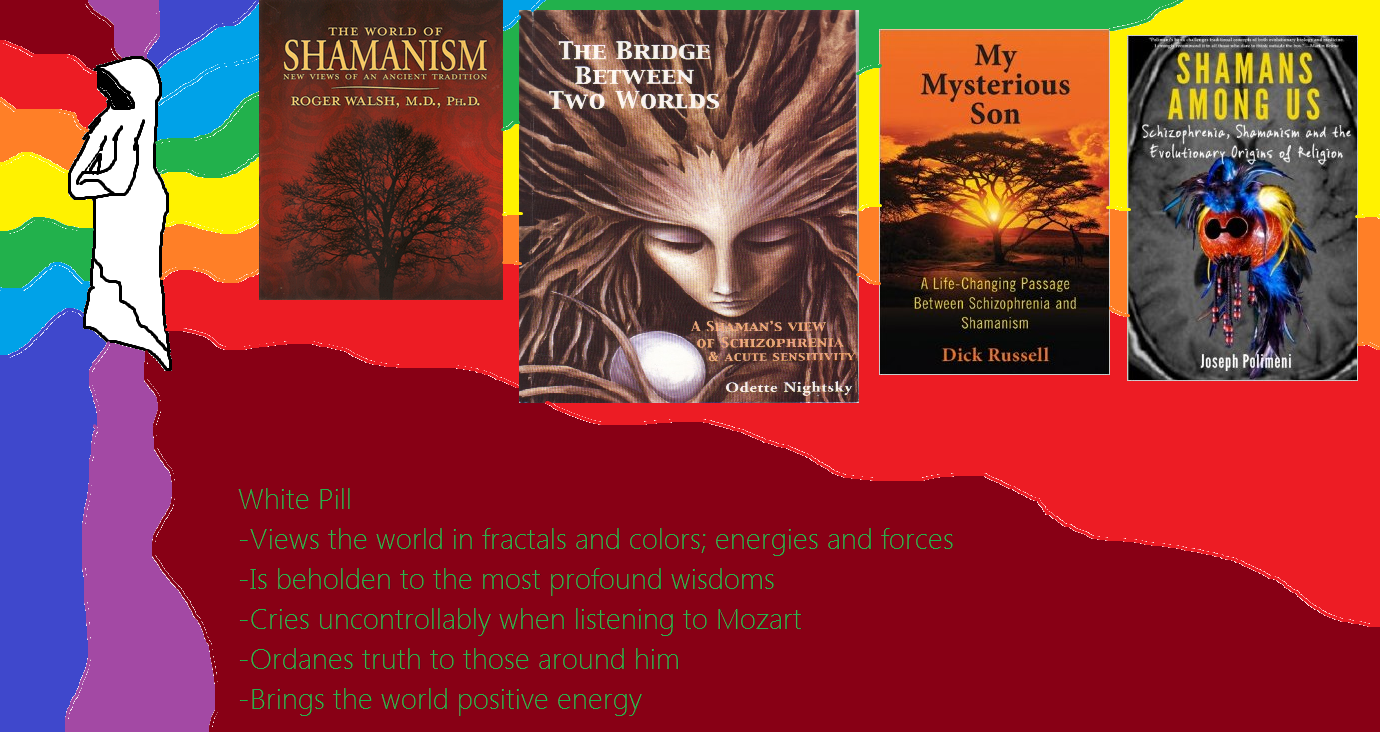 THE WORLD OF
SHAMANISM
NEW VIEWS OF AN ANCIENT TRADITION
ROGER WALSH, M.D., PH.D.
THE BRIDGE
BETWEEN
TWO WORLDS
A SHAMAN'S VIEW
OF SCHIZOPHRENIA
& ACUTE SENSITIVITY
Odette Nightsky
My
Mysterious
Son
A Life-Changing Passage
Between Schizophrenia and
Shamanism
Dick Russell
SHAMANS
AMONG US
Schizophrenia, Shamanism and the
Evolutionary Origins of Religion
Joseph Polimeni
White Pill
-Views the world in fractals and colors; energies and forces
-Is beholden to the most profound wisdoms
-Cries uncontrollably when listening to Mozart
-Ordanes truth to those around him
-Brings the world positive energy